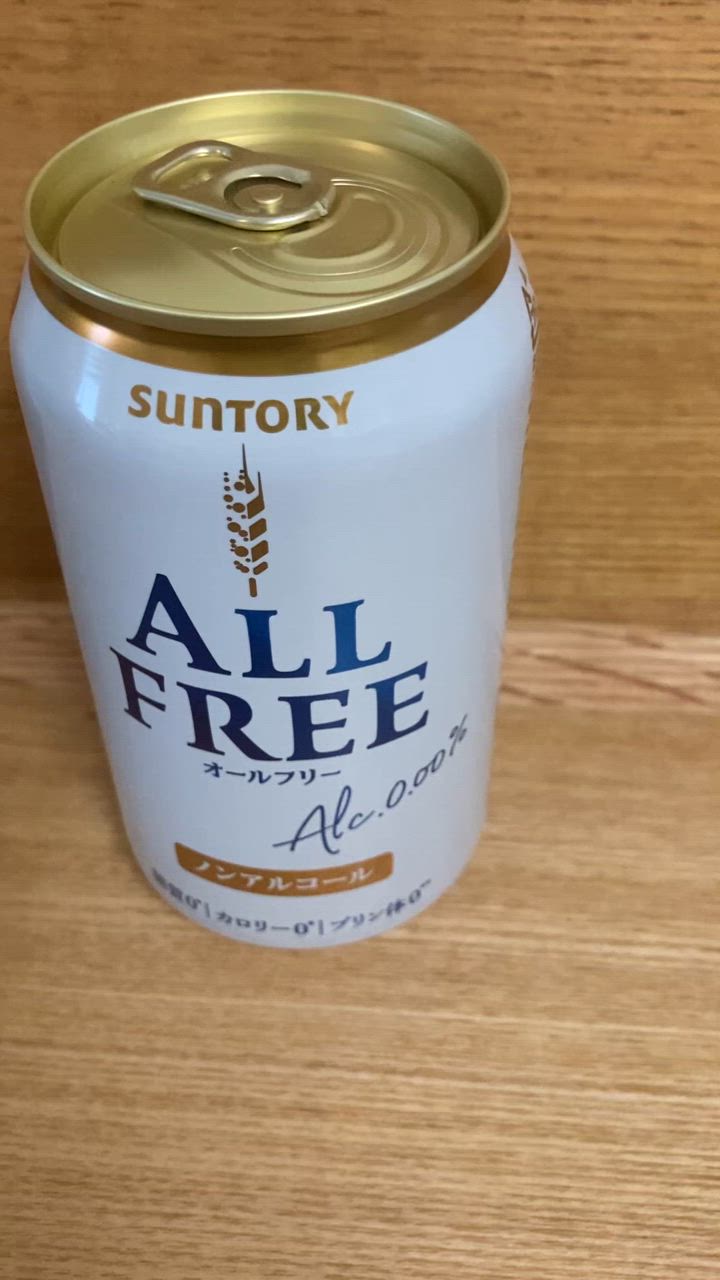 SUNTORY
ALL
FREE
オールフリー
Alc.0.00%
ノンアルコール
糖質0*|カロリー0*|プリン体0**